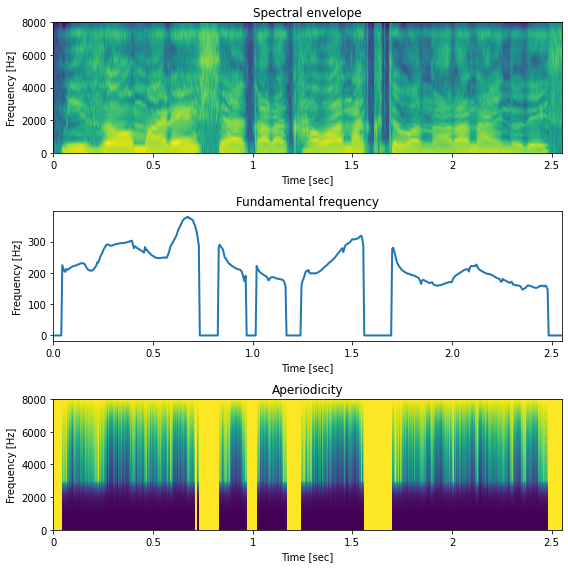 Spectral envelope
8000
6000
4000
2000
0
Frequency [Hz]
0 0.5 1 1.5 2 2.5
Time [sec]
Fundamental frequency
300
200
100
0
Frequency [Hz]
0.0 0.5 1.0 1.5 2.0 2.5
Time [sec]
Aperiodicity
8000
6000
4000
2000
0
Frequency [Hz]
0 0.5 1 1.5 2 2.5
Time [sec]